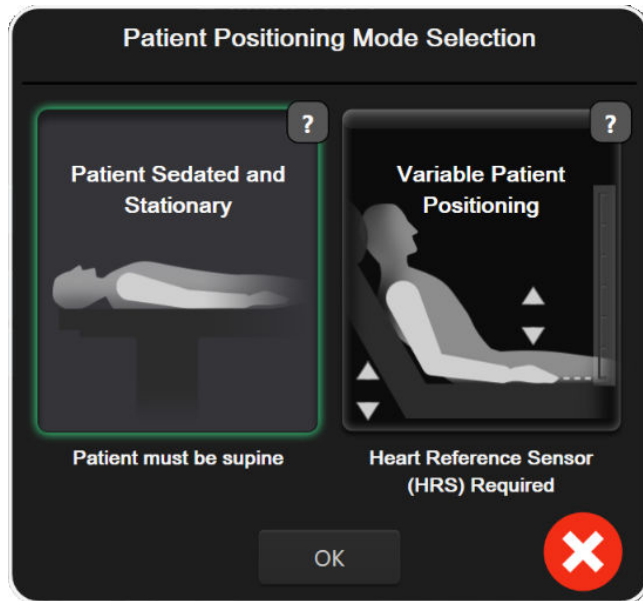 Patient Positioning Mode Selection
?
?
Patient Sedated and
Stationary
Variable Patient
Positioning
Patient must be supine
Heart Reference Sensor
(HRS) Required
OK